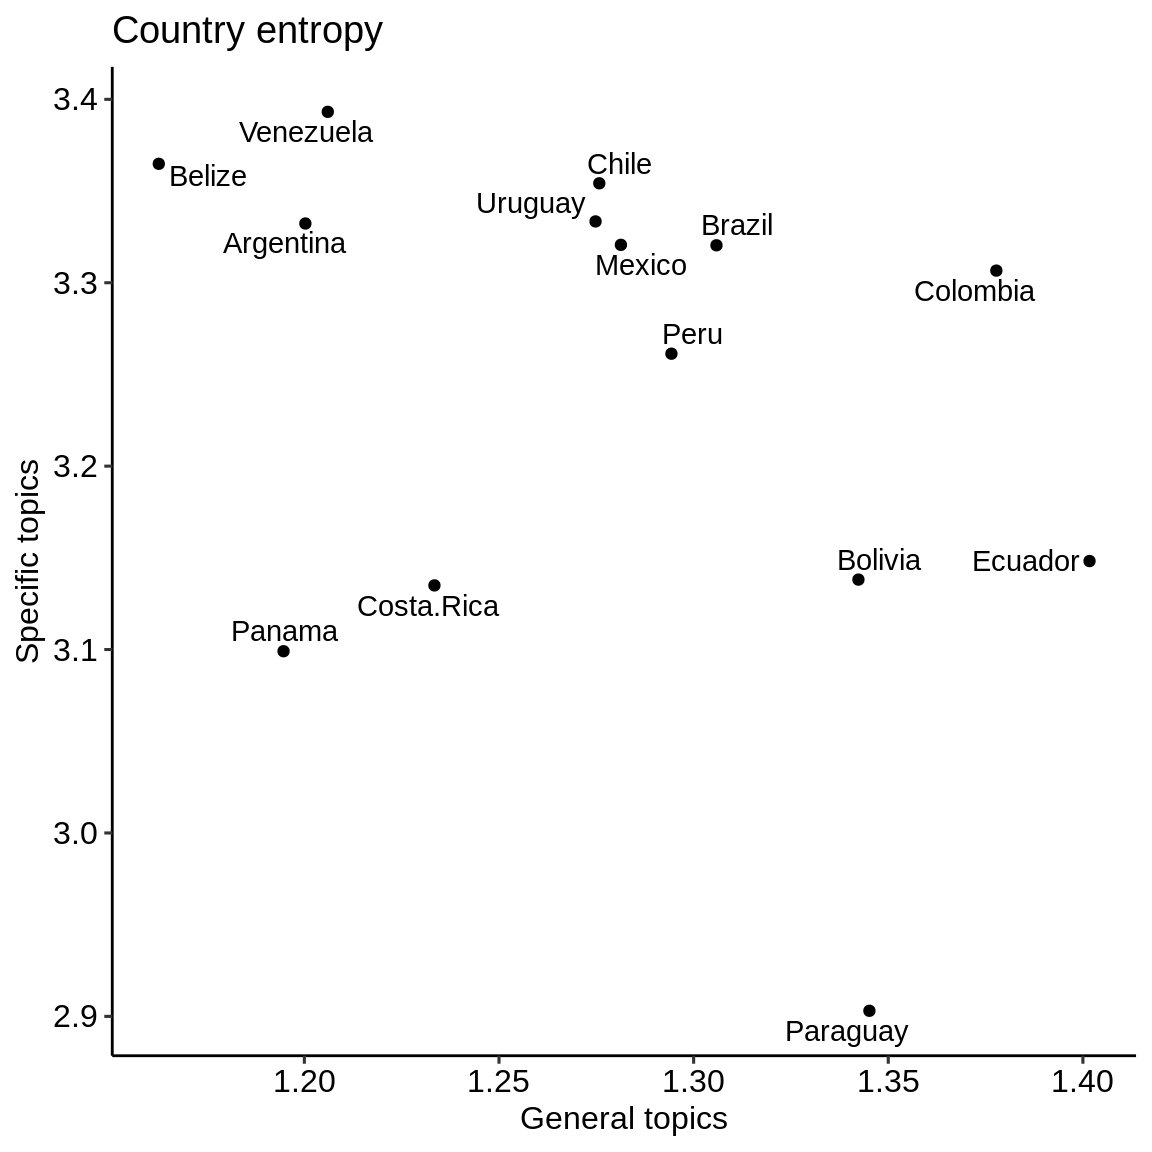 Country entropy
3.4
Venezuela
Belize
Chile
Uruguay
Brazil
Argentina
Mexico
3.3
Colombia
Peru
Specific topics
3.2
Bolivia
Ecuador
Costa.Rica
Panama
3.1
3.0
2.9
Paraguay
1.20 1.25 1.30 1.35 1.40
General topics